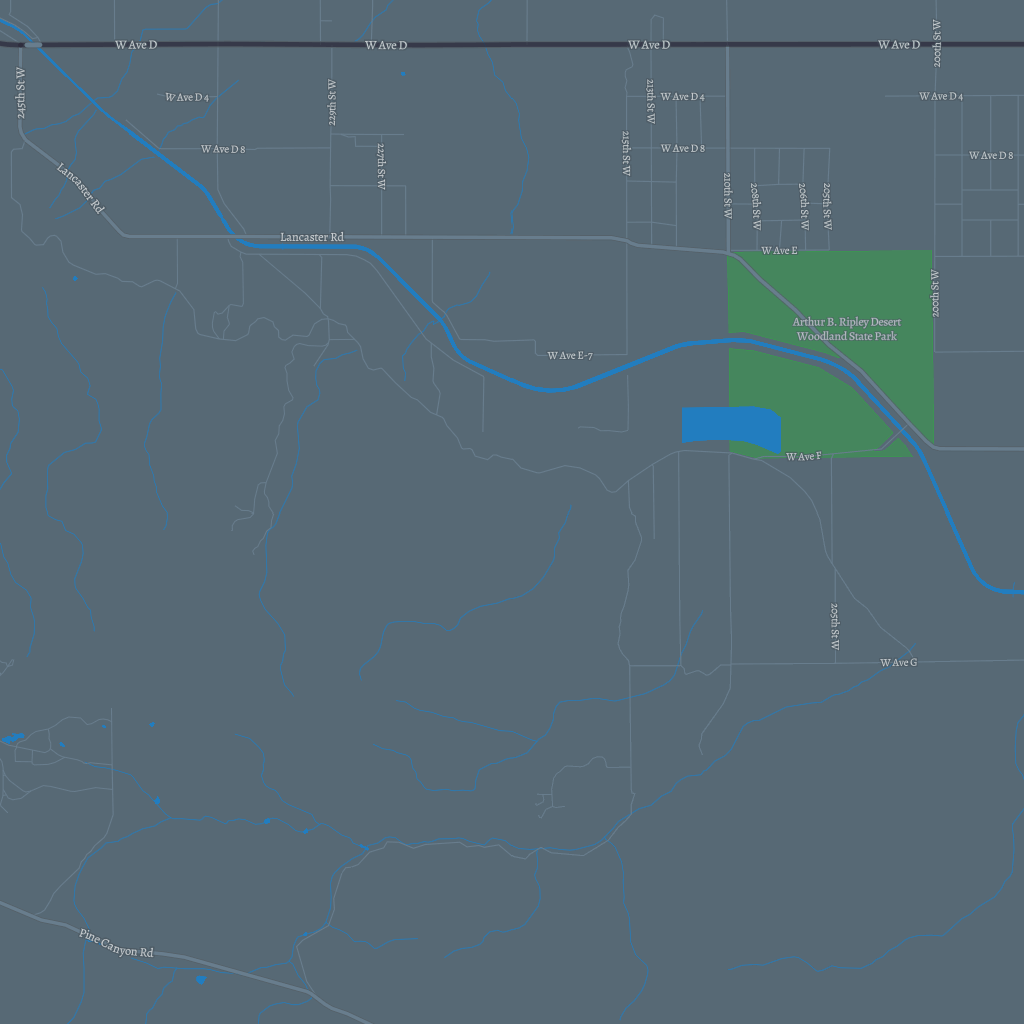 W Ave D
W Ave D
W Ave D
W Ave D
200th St W
245th St W
W Ave D 4
229th St W
213th St W
W Ave D 4
W Ave D 4
W Ave D 8
227th St W
215th St W
W Ave D 8
W Ave D 8
Lancaster Rd
210th St W
208th St W
206th St W
205th St W
Lancaster Rd
W Ave E
200th St W
Arthur B. Ripley Desert
Woodland State Park
W Ave E-7
W Ave F
205th St W
W Ave G
Pine Canyon Rd